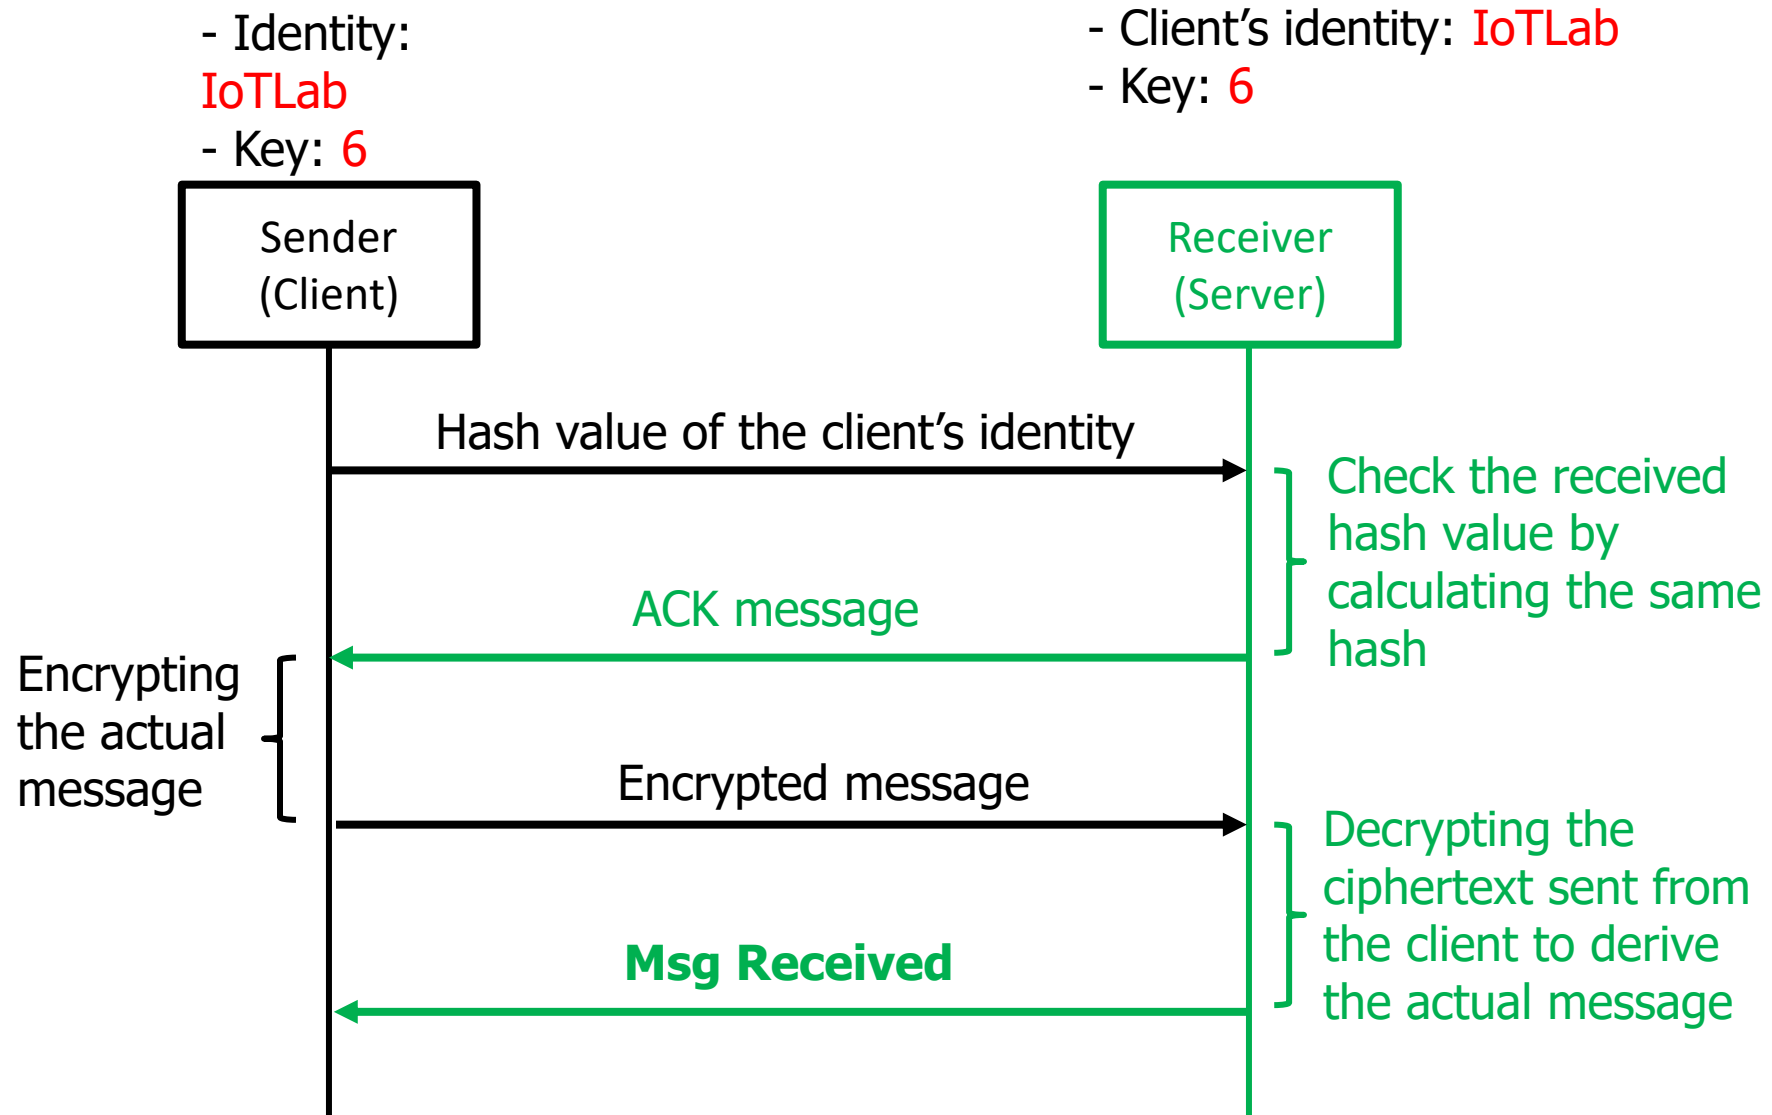 - Identity:
IoTLab
- Key: 6
- Client’s identity: IoTLab
- Key: 6
Sender
(Client)
Receiver
(Server)
Hash value of the client’s identity
Check the received
hash value by
calculating the same
hash
ACK message
Encrypting
the actual
message
Encrypted message
Decrypting the
ciphertext sent from
the client to derive
the actual message
Msg Received